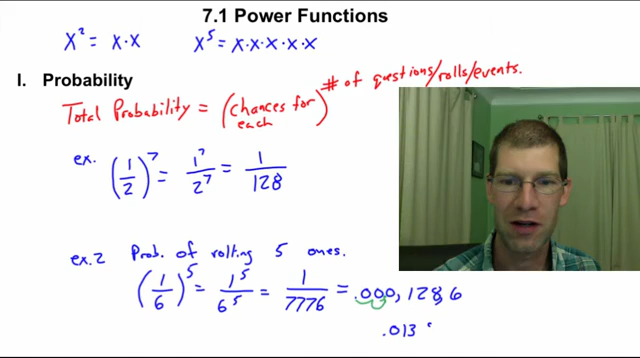 7.1 Power Functions
x² = x·x    x⁵ = x·x·x·x·x
I. Probability
Total Probability = (chances for each)^# of questions/rolls/events.
ex. (1/2)⁷ = 1⁷/2⁷ = 1/128
ex. 2 Prob. of rolling 5 ones.
(1/6)⁵ = 1⁵/6⁵ = 1/7776 = .000,128,6
.013